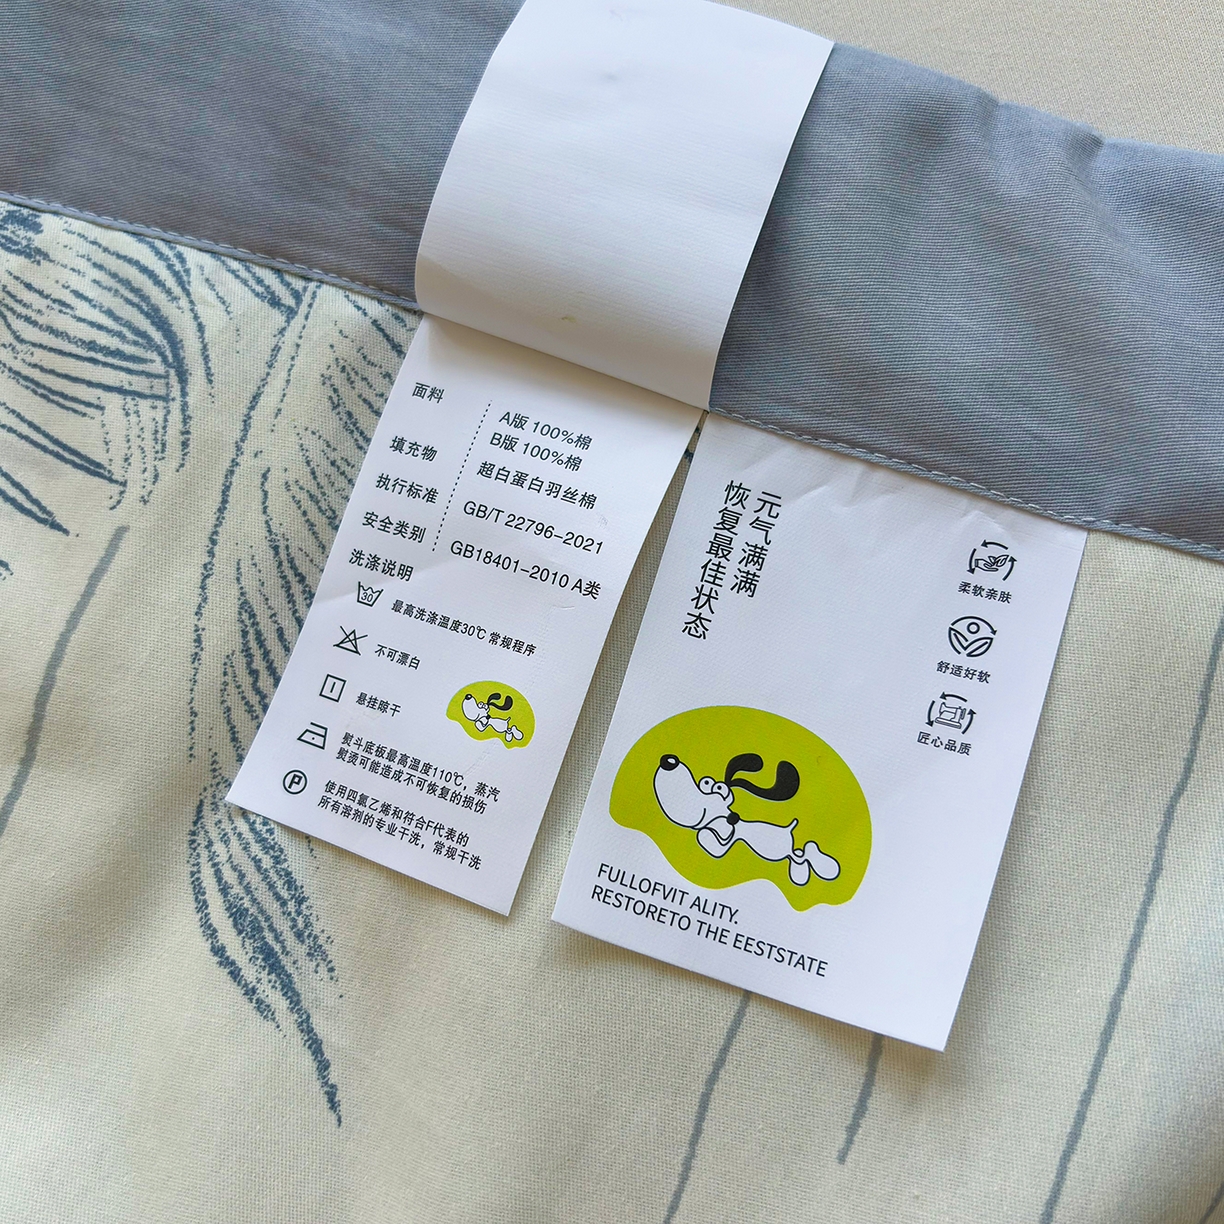 面料
A版 100%棉
B版 100%棉
填充物
超白蛋白羽丝棉
执行标准
GB/T 22796-2021
安全类别
GB18401-2010 A类
洗涤说明
30
最高洗涤温度30℃ 常规程序
不可漂白
悬挂晾干
熨斗底板最高温度110℃，蒸汽
熨烫可能造成不可恢复的损伤
P
使用四氯乙烯和符合F代表的
所有溶剂的专业干洗，常规干洗
元气满满
恢复最佳状态
柔软亲肤
舒适好软
匠心品质
FULLOFVIT ALITY.
RESTORETO THE EESTSTATE